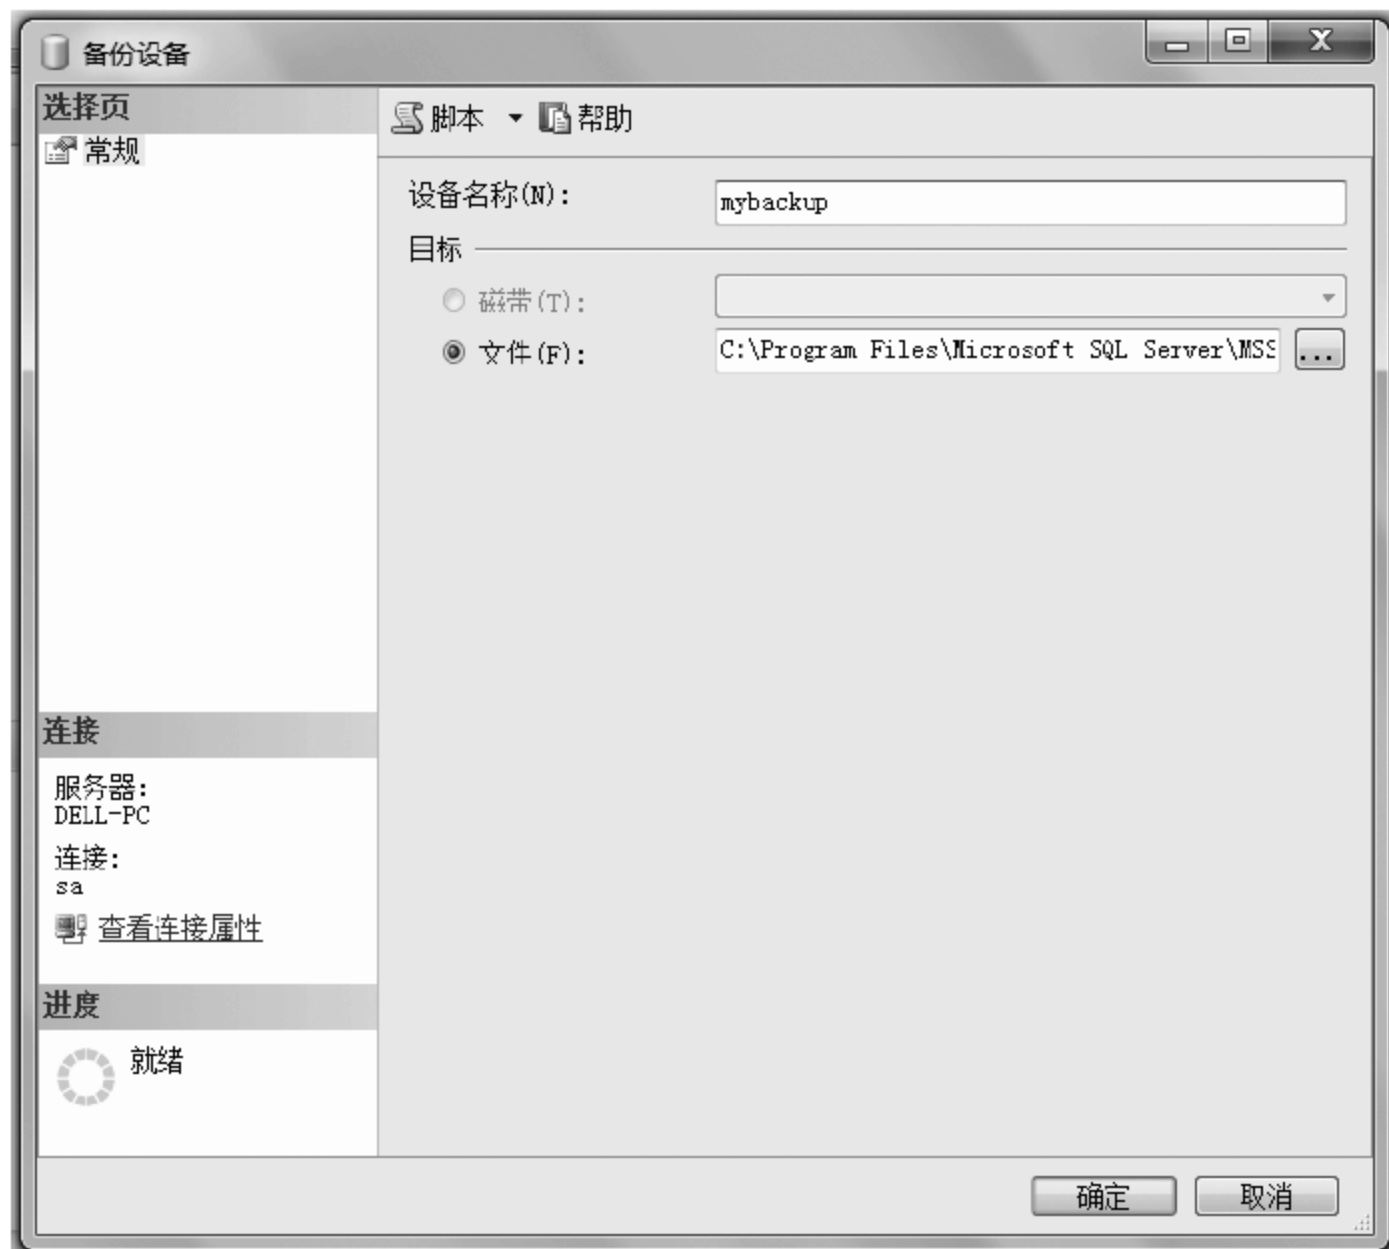 备份设备
选择页
常规
脚本 帮助
设备名称(N): mybackup
目标
磁带(T):
文件(F): C:\Program Files\Microsoft SQL Server\MSS ...
连接
服务器:
DELL-PC
连接:
sa
查看连接属性
进度
就绪
确定 取消